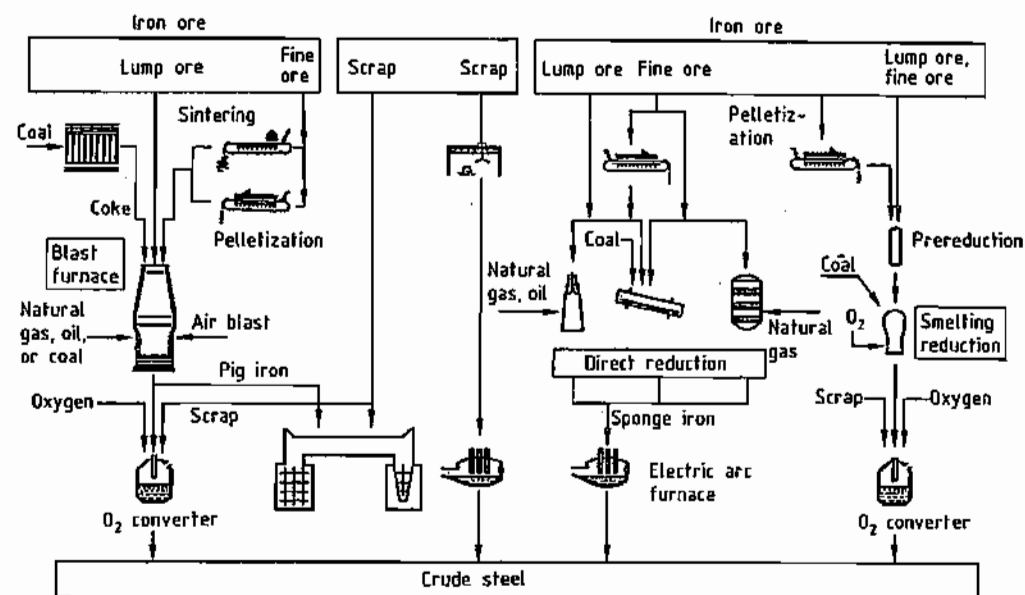 Iron ore
Lump ore
Fine
ore
Scrap
Scrap
Iron ore
Lump ore
Fine ore
Lump ore,
fine ore
Coal
Sintering
Coke
Pelletization
Blast
furnace
Natural
gas, oil,
or coal
Air blast
Pig iron
Oxygen
Scrap
O₂ converter
Pelletiz-
ation
Coal
Natural
gas, oil
Natural
gas
Direct reduction
Sponge iron
Electric arc
furnace
Prereduction
Coal
O₂
Smelting
reduction
Scrap
Oxygen
O₂ converter
Crude steel